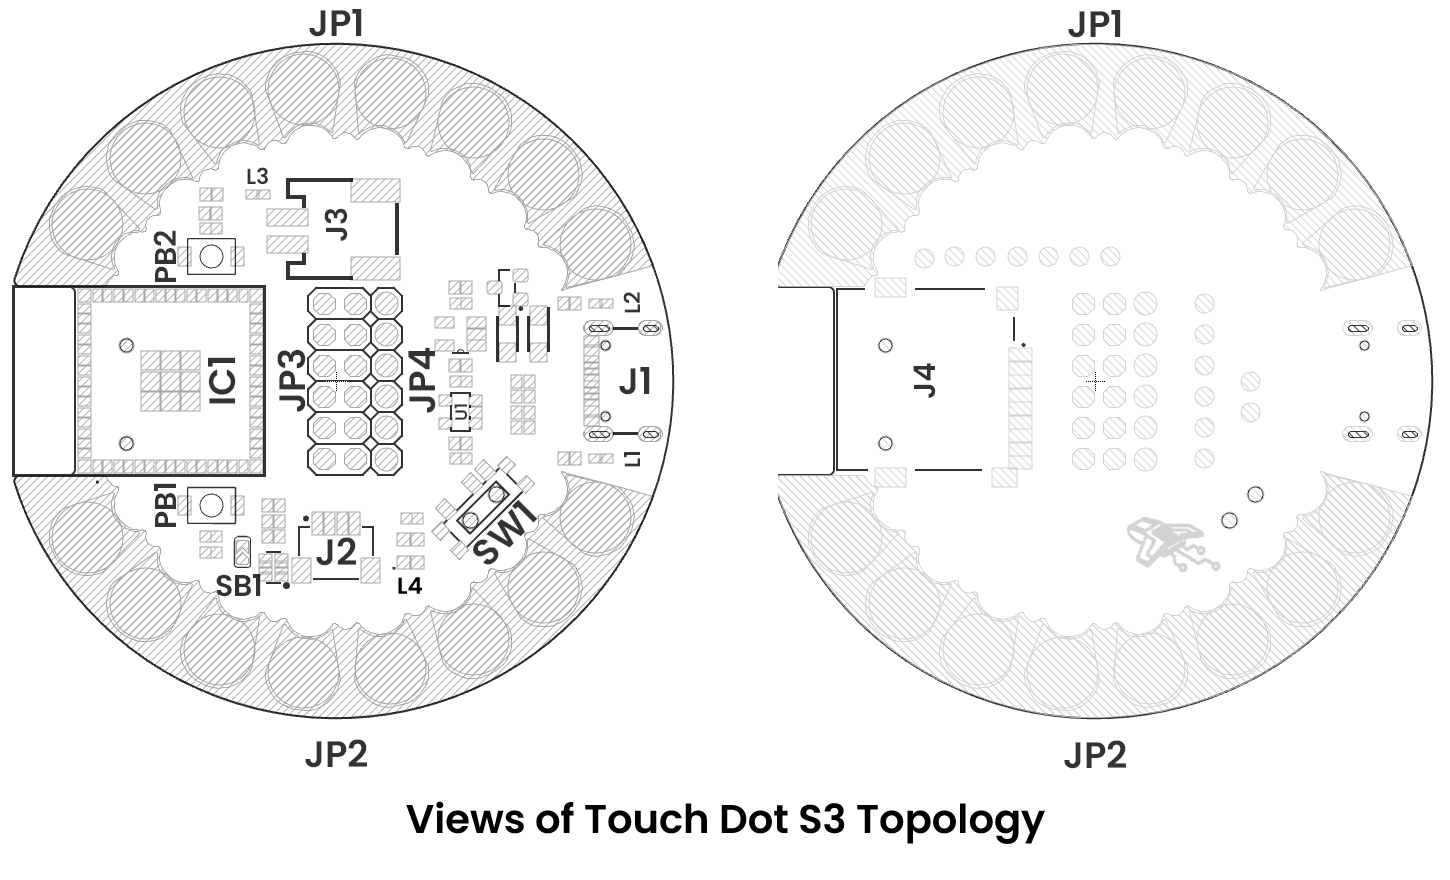 JP1
JP1
L3
J3
PB2
L2
IC1
JP3
JP4
J1
J4
U1
L1
PB1
SW1
J2
SB1
L4
JP2
JP2
Views of Touch Dot S3 Topology